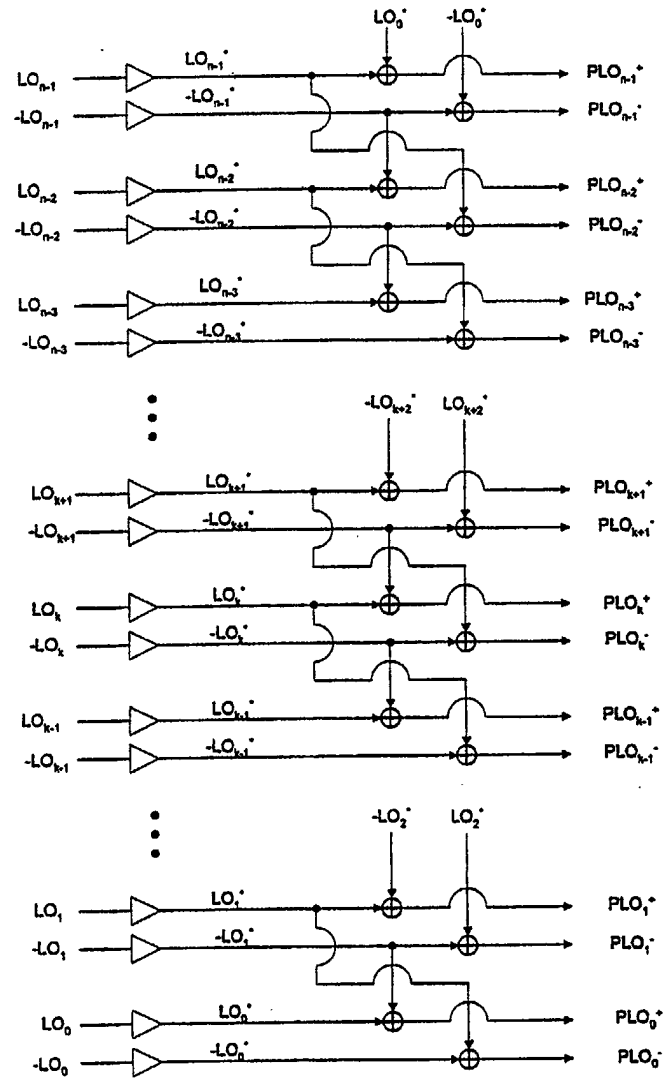 LO₀* -LO₀*
LOₙ₋₁ LOₙ₋₁* PLOₙ₋₁⁺
-LOₙ₋₁ -LOₙ₋₁* PLOₙ₋₁⁻
LOₙ₋₂ LOₙ₋₂* PLOₙ₋₂⁺
-LOₙ₋₂ -LOₙ₋₂* PLOₙ₋₂⁻
LOₙ₋₃ LOₙ₋₃* PLOₙ₋₃⁺
-LOₙ₋₃ -LOₙ₋₃* PLOₙ₋₃⁻
-LOₖ₊₂* LOₖ₊₂*
LOₖ₊₁ LOₖ₊₁* PLOₖ₊₁⁺
-LOₖ₊₁ -LOₖ₊₁* PLOₖ₊₁⁻
LOₖ LOₖ* PLOₖ⁺
-LOₖ -LOₖ* PLOₖ⁻
LOₖ₋₁ LOₖ₋₁* PLOₖ₋₁⁺
-LOₖ₋₁ -LOₖ₋₁* PLOₖ₋₁⁻
-LO₂* LO₂*
LO₁ LO₁* PLO₁⁺
-LO₁ -LO₁* PLO₁⁻
LO₀ LO₀* PLO₀⁺
-LO₀ -LO₀* PLO₀⁻